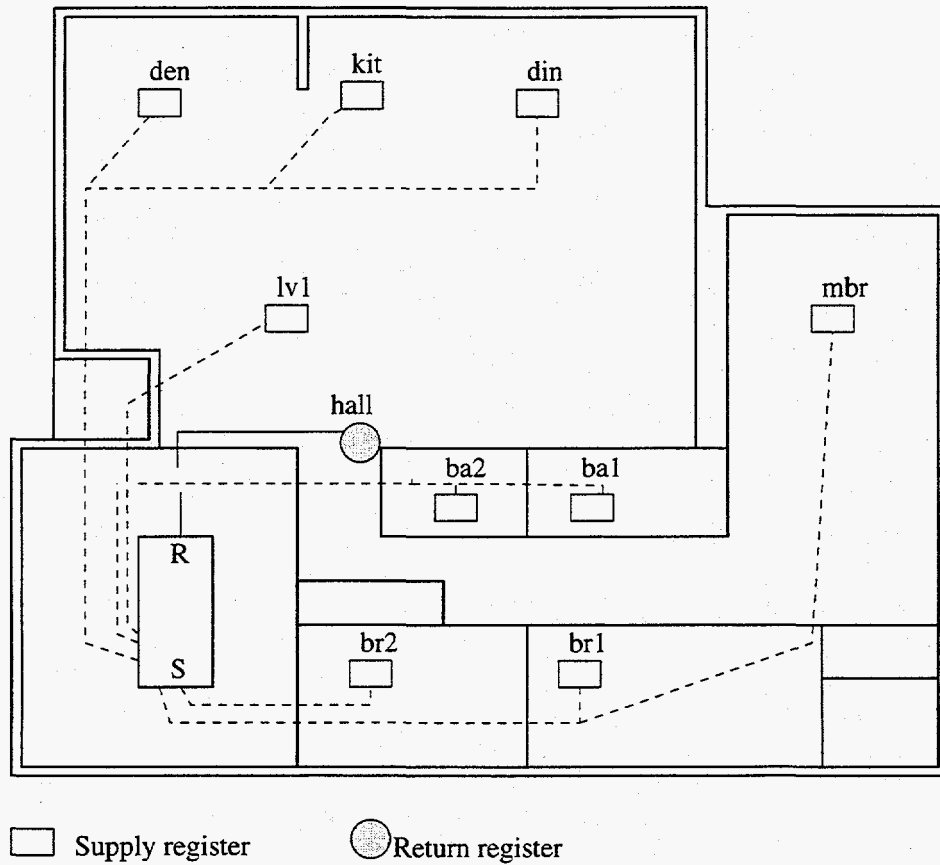 den
kit
din
lv1
mbr
hall
ba2
ba1
R
S
br2
br1
Supply register
Return register